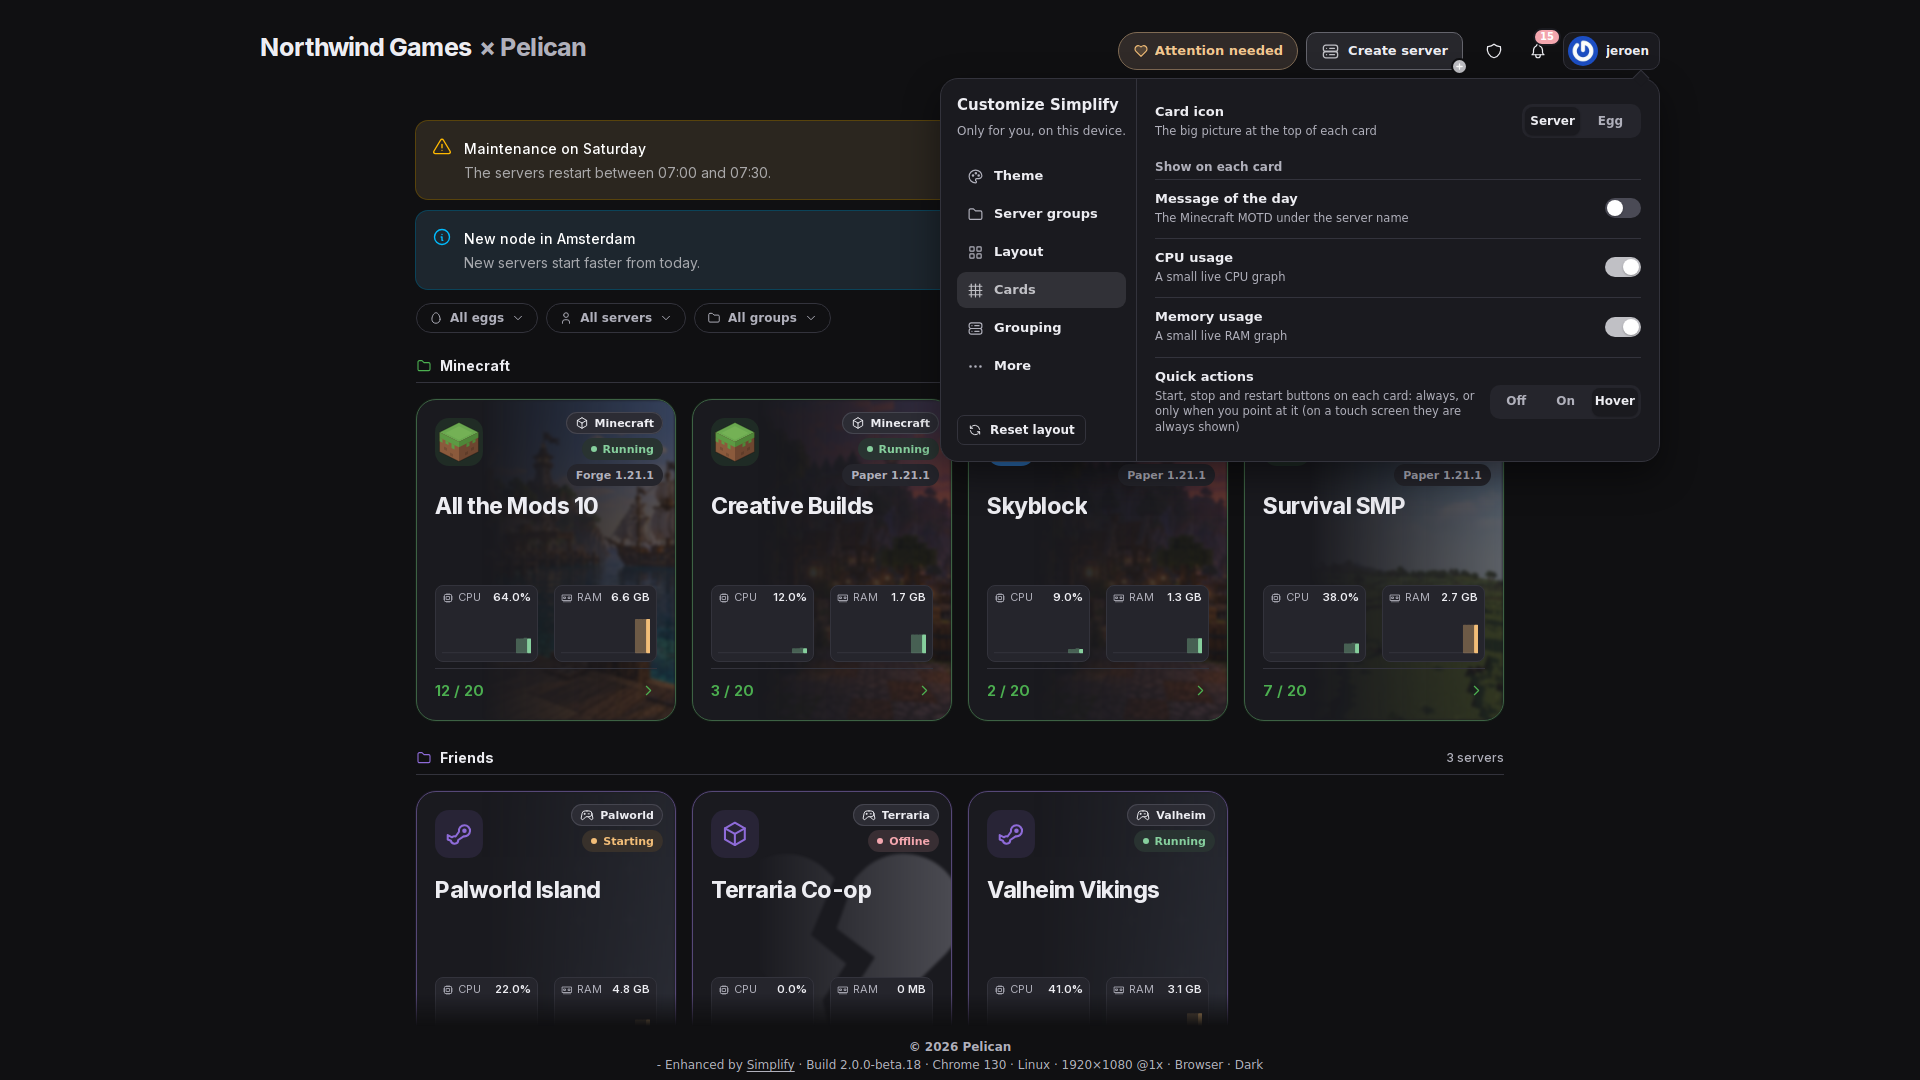 Northwind Games × Pelican
Attention needed
Create server
15
jeroen
Customize Simplify
Only for you, on this device.
Theme
Server groups
Layout
Cards
Grouping
More
Reset layout
Card icon
The big picture at the top of each card
Server
Egg
Show on each card
Message of the day
The Minecraft MOTD under the server name
CPU usage
A small live CPU graph
Memory usage
A small live RAM graph
Quick actions
Start, stop and restart buttons on each card: always, or
only when you point at it (on a touch screen they are
always shown)
Off
On
Hover
Maintenance on Saturday
The servers restart between 07:00 and 07:30.
New node in Amsterdam
New servers start faster from today.
All eggs
All servers
All groups
Minecraft
Minecraft
Running
Forge 1.21.1
All the Mods 10
CPU 64.0%
RAM 6.6 GB
12 / 20
Minecraft
Running
Paper 1.21.1
Creative Builds
CPU 12.0%
RAM 1.7 GB
3 / 20
Paper 1.21.1
Skyblock
CPU 9.0%
RAM 1.3 GB
2 / 20
Paper 1.21.1
Survival SMP
CPU 38.0%
RAM 2.7 GB
7 / 20
Friends
3 servers
Palworld
Starting
Palworld Island
CPU 22.0%
RAM 4.8 GB
Terraria
Offline
Terraria Co-op
CPU 0.0%
RAM 0 MB
Valheim
Running
Valheim Vikings
CPU 41.0%
RAM 3.1 GB
© 2026 Pelican
- Enhanced by Simplify · Build 2.0.0-beta.18 · Chrome 130 · Linux · 1920×1080 @1x · Browser · Dark